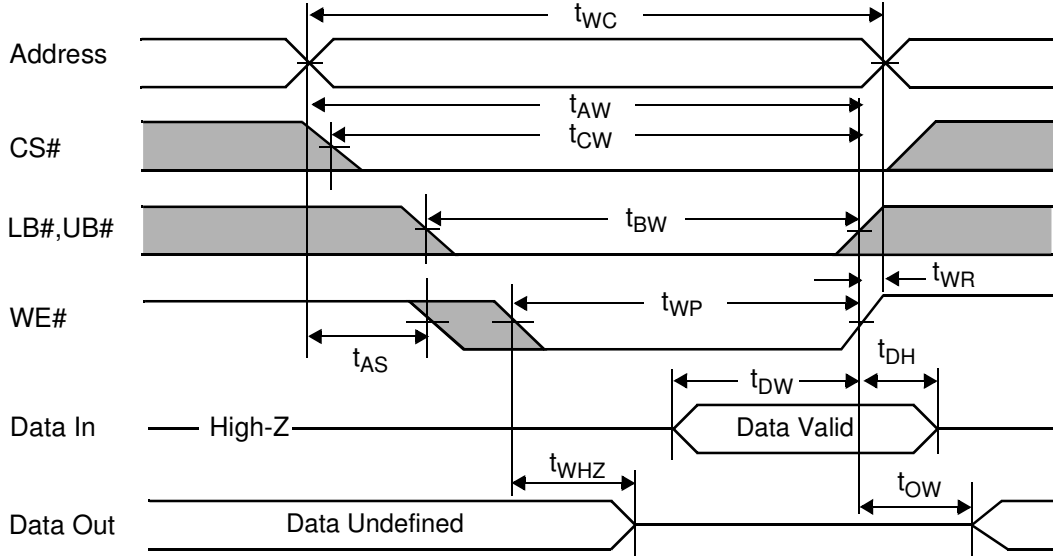 tWC
Address
tAW
CS#
tCW
LB#,UB#
tBW
tWR
WE#
tWP
tAS
tDH
tDW
Data In
High-Z
Data Valid
tWHZ
tOW
Data Out
Data Undefined